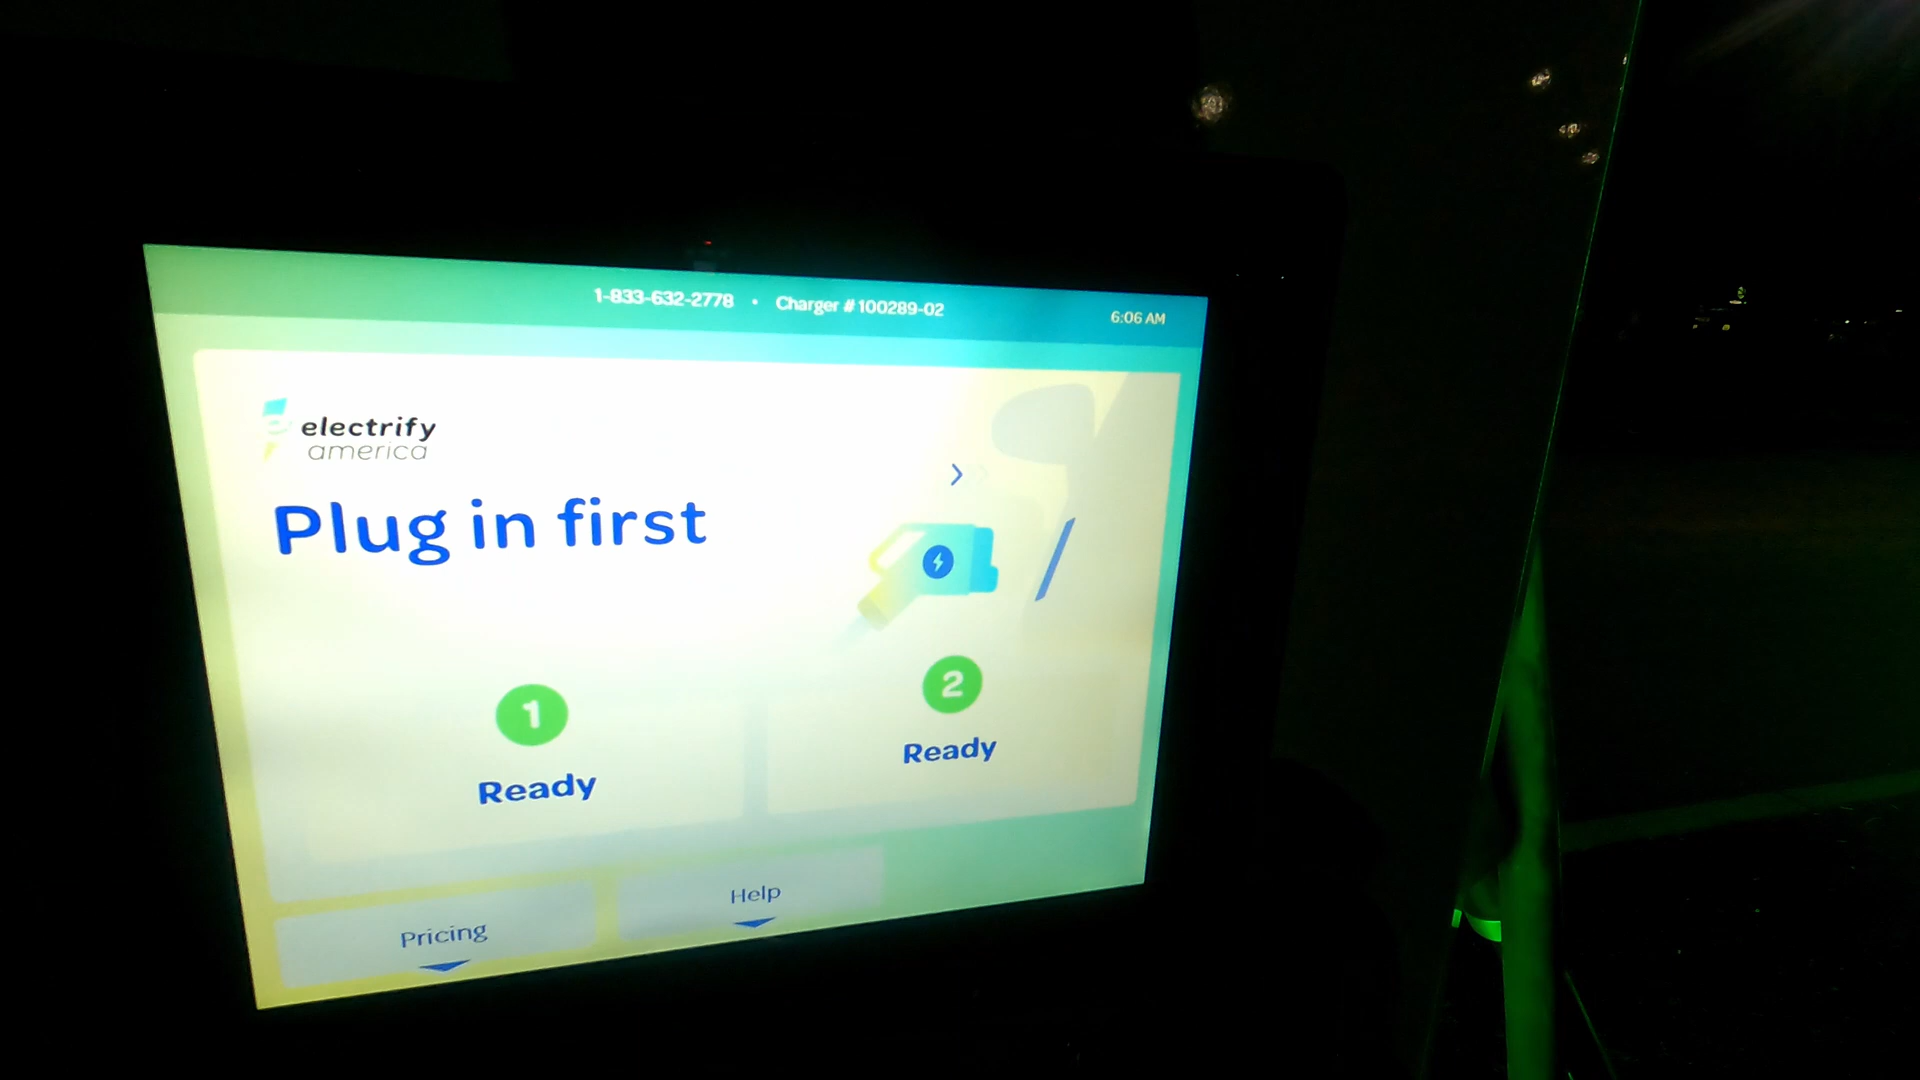 1-833-632-2778 • Charger #100289-02
6:06 AM
electrify
america
Plug in first
1
Ready
2
Ready
Pricing
Help